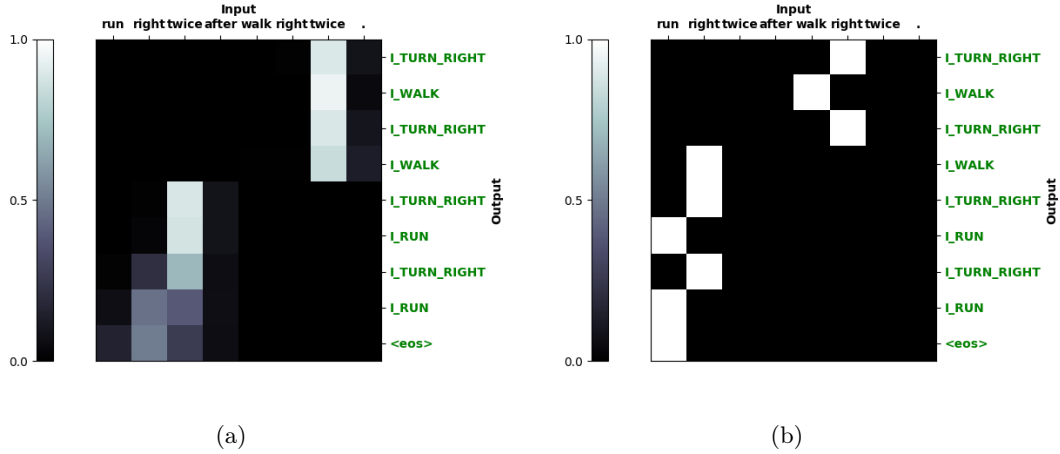 Input
run right twice after walk right twice .
1.0
0.5
0.0
I_TURN_RIGHT
I_WALK
I_TURN_RIGHT
I_WALK
I_TURN_RIGHT
I_RUN
I_TURN_RIGHT
I_RUN
<eos>
Output
(a)
Input
run right twice after walk right twice .
1.0
0.5
0.0
I_TURN_RIGHT
I_WALK
I_TURN_RIGHT
I_WALK
I_TURN_RIGHT
I_RUN
I_TURN_RIGHT
I_RUN
<eos>
Output
(b)